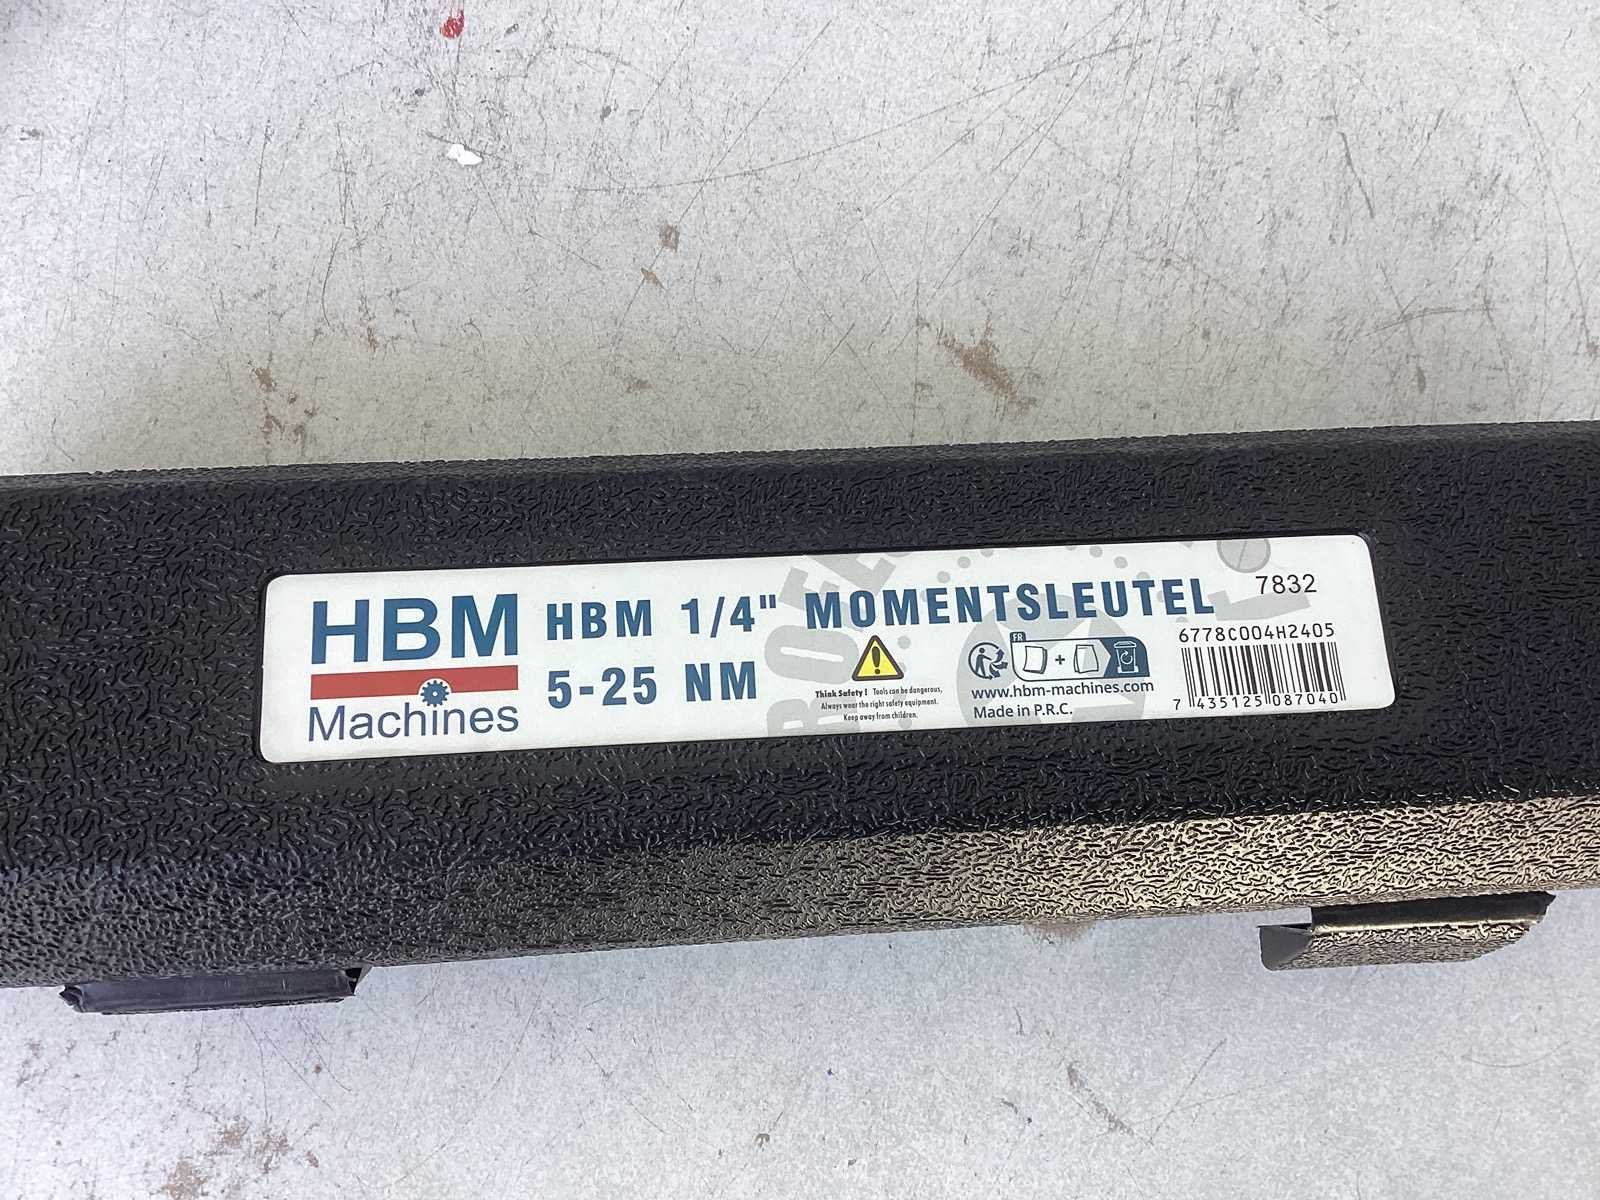 HBM
Machines
HBM 1/4" MOMENTSLEUTEL
5-25 NM
Think Safety! Tools can be dangerous,
Always wear the right safety equipment.
Keep away from children.
FR
+
www.hbm-machines.com
Made in P.R.C.
7832
6778C004H2405
7 435125 087040